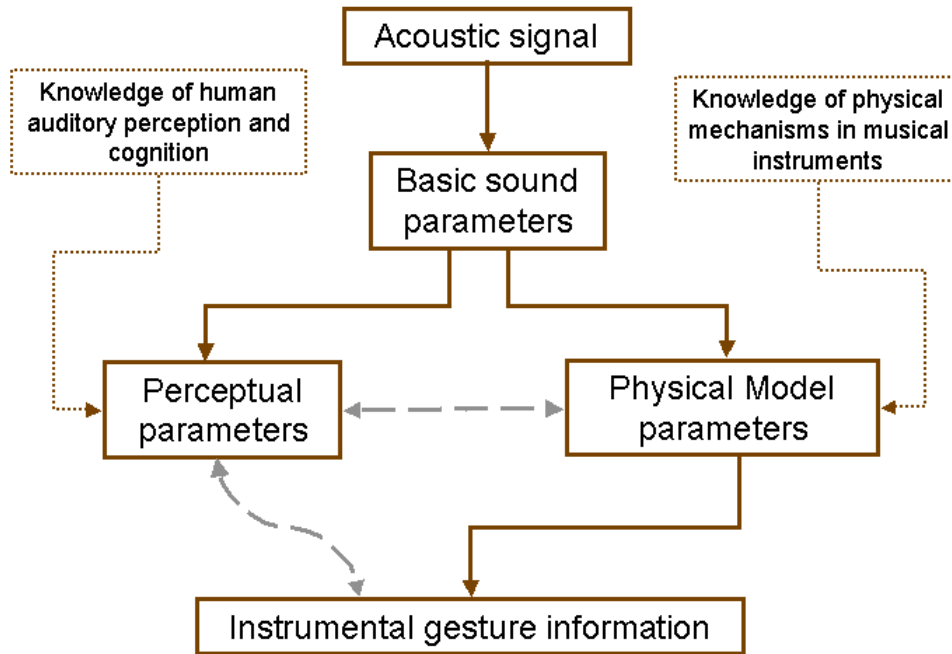 Acoustic signal
Knowledge of human
auditory perception and
cognition
Knowledge of physical
mechanisms in musical
instruments
Basic sound
parameters
Perceptual
parameters
Physical Model
parameters
Instrumental gesture information